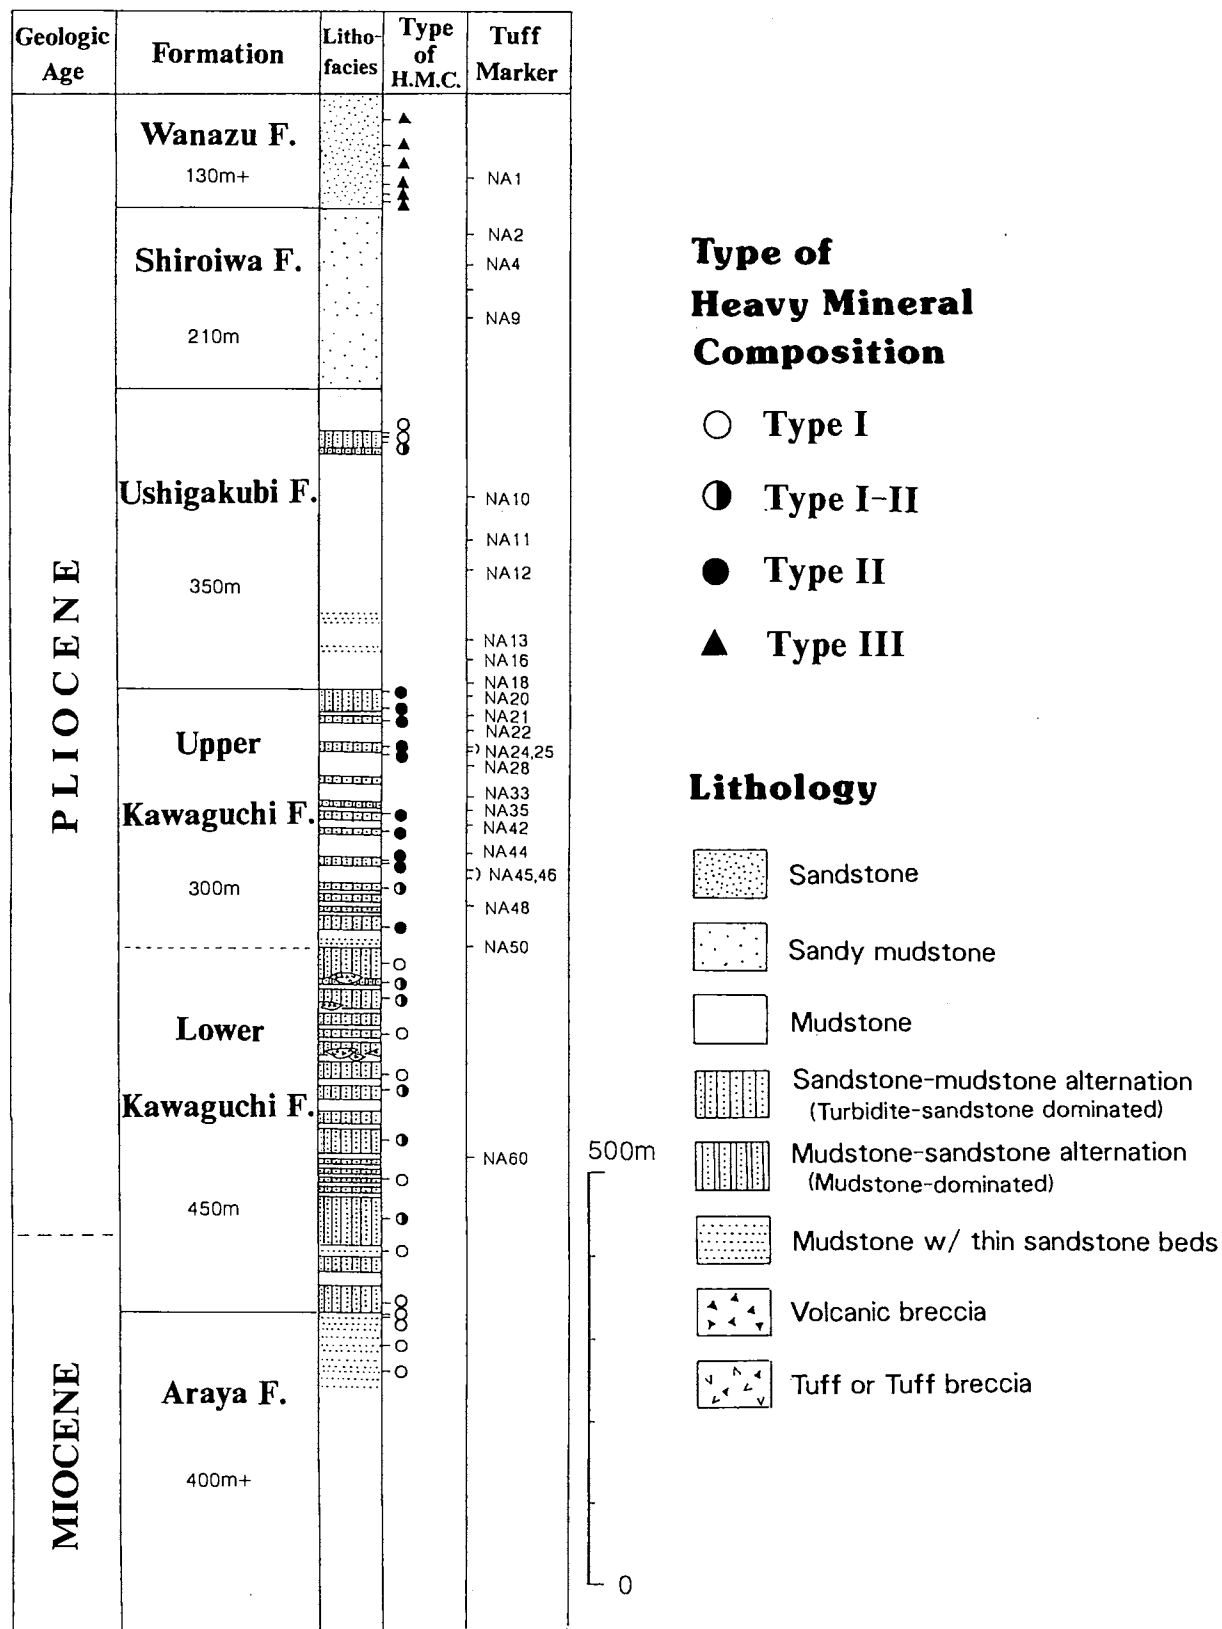 Geologic
Age
Formation
Litho-
facies
Type
of
H.M.C.
Tuff
Marker
PLIOCENE
MIOCENE
Wanazu F.
130m+
Shiroiwa F.
210m
Ushigakubi F.
350m
Upper
Kawaguchi F.
300m
Lower
Kawaguchi F.
450m
Araya F.
400m+
NA1
NA2
NA4
NA9
NA10
NA11
NA12
NA13
NA16
NA18
NA20
NA21
NA22
NA24,25
NA28
NA33
NA35
NA42
NA44
NA45,46
NA48
NA50
NA60
500m
0
Type of
Heavy Mineral
Composition
Type I
Type I-II
Type II
Type III
Lithology
Sandstone
Sandy mudstone
Mudstone
Sandstone-mudstone alternation
(Turbidite-sandstone dominated)
Mudstone-sandstone alternation
(Mudstone-dominated)
Mudstone w/ thin sandstone beds
Volcanic breccia
Tuff or Tuff breccia